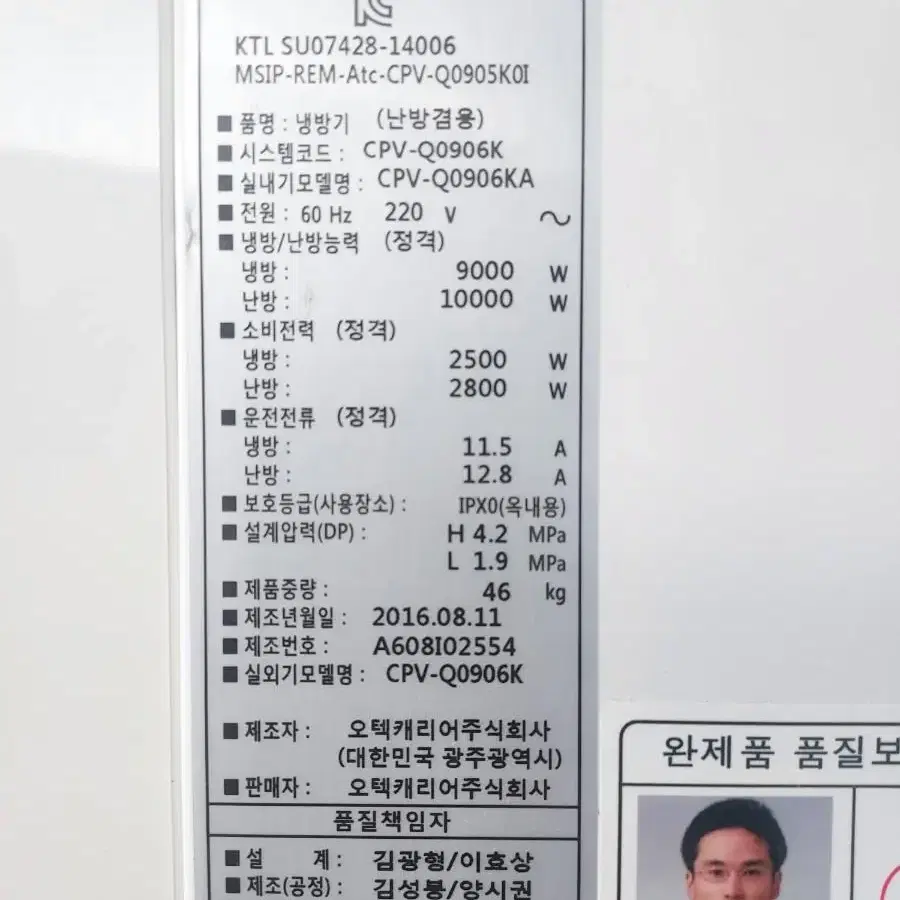 KTL SU07428-14006
MSIP-REM-Atc-CPV-Q0905K0I
■ 품명 : 냉방기 (난방겸용)
■ 시스템코드 : CPV-Q0906K
■ 실내기모델명 : CPV-Q0906KA
■ 전원 : 60 Hz 220 V ～
■ 냉방/난방능력 (정격)
냉방 : 9000 W
난방 : 10000 W
■ 소비전력 (정격)
냉방 : 2500 W
난방 : 2800 W
■ 운전전류 (정격)
냉방 : 11.5 A
난방 : 12.8 A
■ 보호등급(사용장소) : IPX0(옥내용)
■ 설계압력(DP) : H 4.2 MPa
L 1.9 MPa
■ 제품중량 : 46 kg
■ 제조년월일 : 2016.08.11
■ 제조번호 : A608I02554
■ 실외기모델명 : CPV-Q0906K
■ 제조자 : 오텍캐리어주식회사
(대한민국 광주광역시)
■ 판매자 : 오텍캐리어주식회사
품질책임자
■ 설 계 : 김광형/이효상
■ 제조(공정) : 김성봉/양시권
완제품 품질보